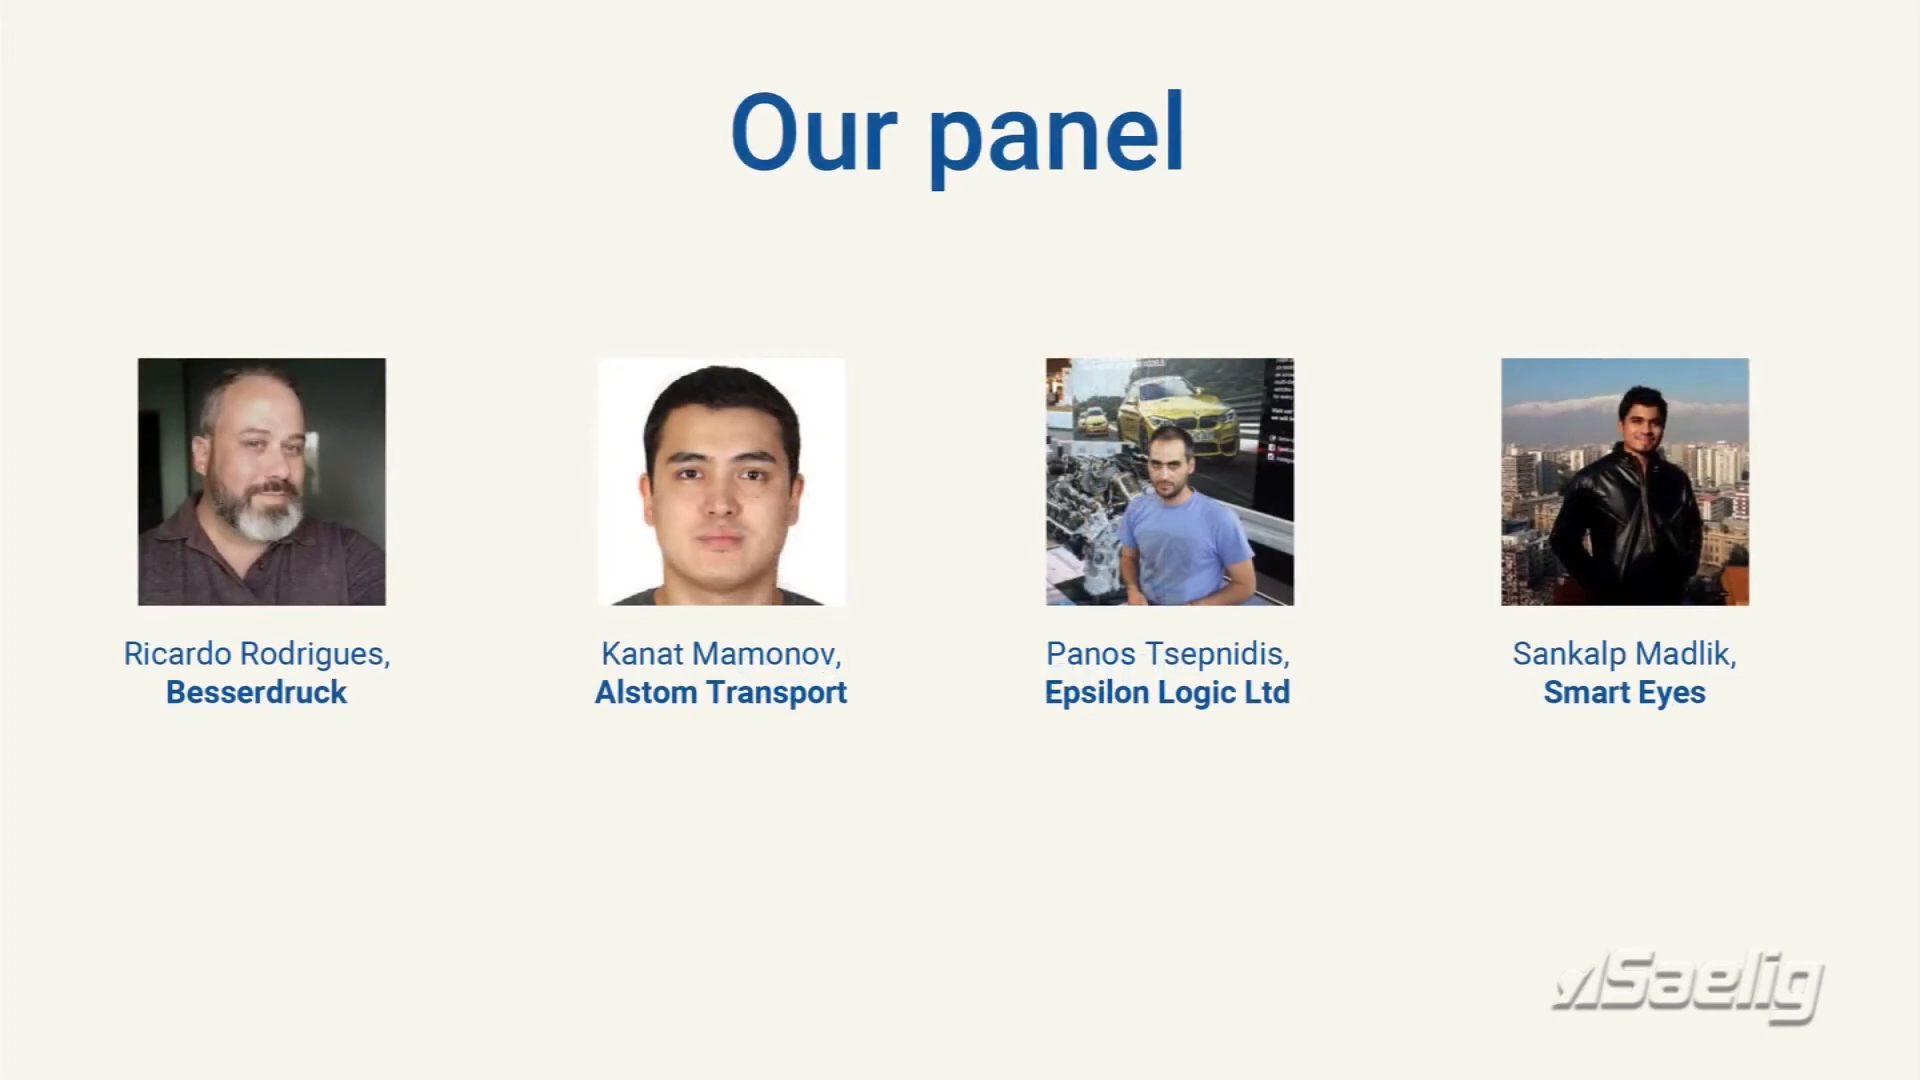 Our panel
Ricardo Rodrigues,
Besserdruck
Kanat Mamonov,
Alstom Transport
Panos Tsepnidis,
Epsilon Logic Ltd
Sankalp Madlik,
Smart Eyes
Saelig